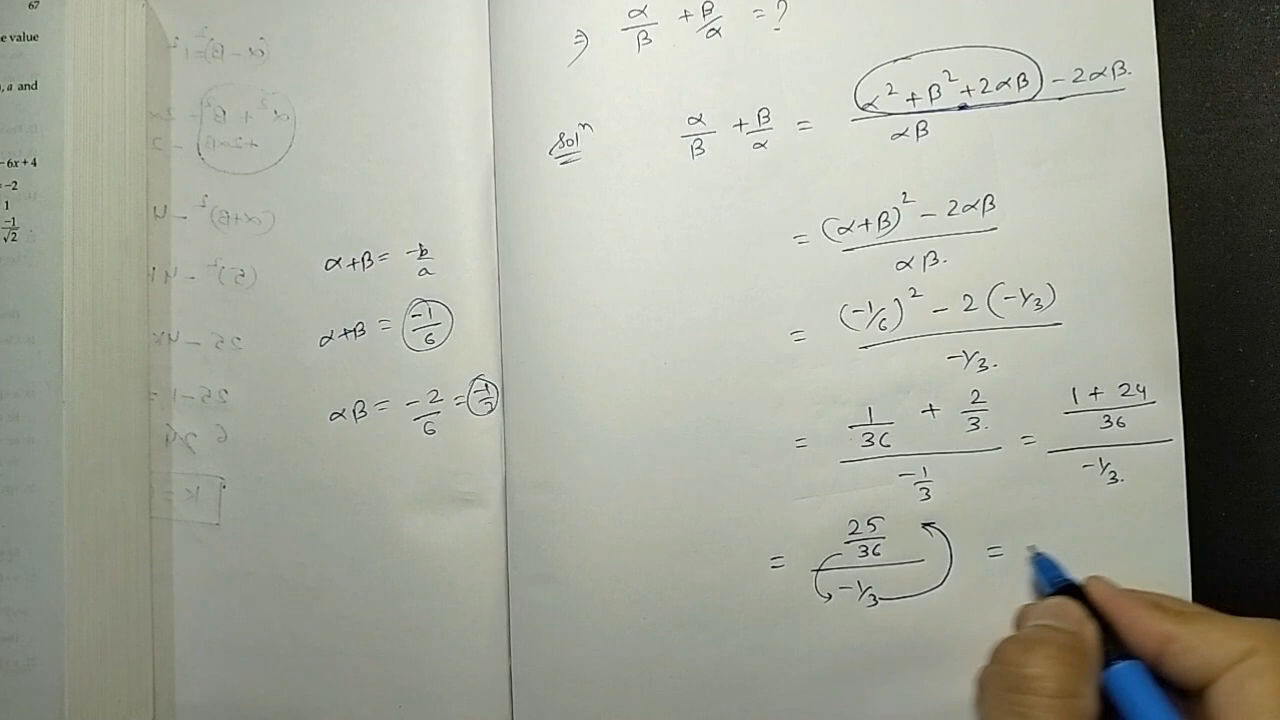 67
e value
, a and
- 6x + 4
= -2
1
-1/√2 .
α + β = -b/a
α + β = -1/6
αβ = -2/6 = -1/3
⇒ α/β + β/α = ?
Solⁿ α/β + β/α = (α² + β² + 2αβ - 2αβ.)/αβ
= ((α+β)² - 2αβ)/αβ.
= ((-1/6)² - 2(-1/3))/(-1/3.)
= (1/36 + 2/3.)/(-1/3) = ((1 + 24)/36)/(-1/3.)
= (25/36)/(-1/3) =